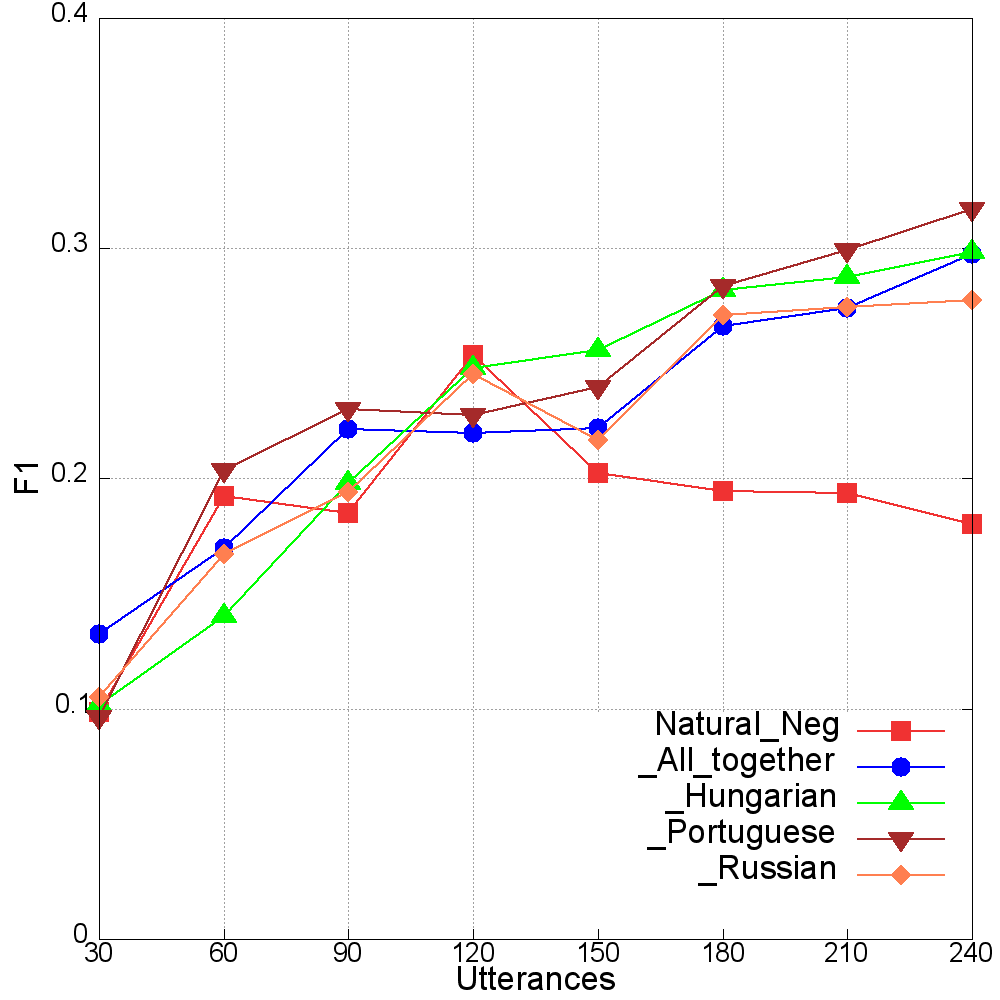 0.4
0.3
0.2
0.1
0
F1
30 60 90 120 150 180 210 240
Utterances
Natural_Neg
_All_together
_Hungarian
_Portuguese
_Russian